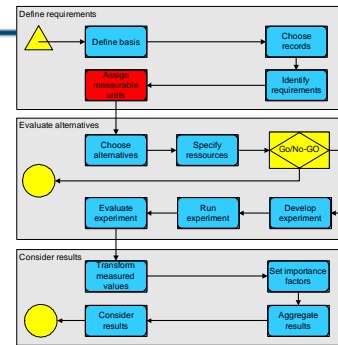 Define requirements
Define basis
Choose
records
Assign
measurable
units
Identify
requirements
Evaluate alternatives
Choose
alternatives
Specify
ressources
Go/No-GO
Evaluate
experiment
Run
experiment
Develop
experiment
Consider results
Transform
measured
values
Set importance
factors
Consider
results
Aggregate
results